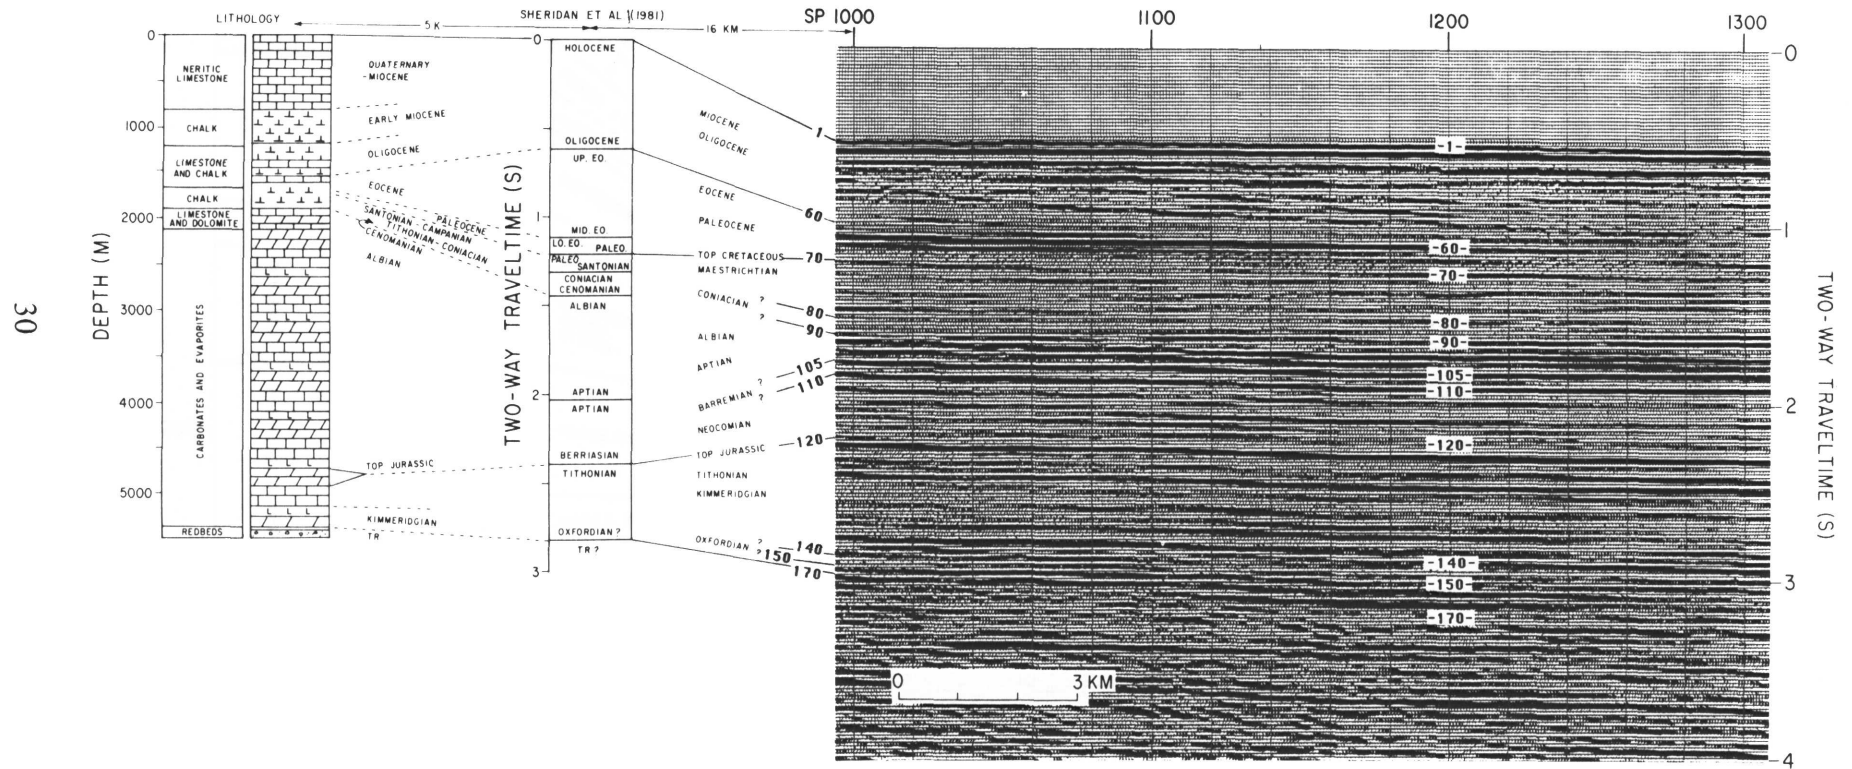 LITHOLOGY
SHERIDAN ET AL (1981)
5 K
16 KM
SP 1000
1100
1200
1300
0
1000
2000
3000
4000
5000
DEPTH (M)
NERITIC
LIMESTONE
CHALK
LIMESTONE
AND CHALK
CHALK
LIMESTONE
AND DOLOMITE
CARBONATES AND EVAPORITES
REDBEDS
QUATERNARY
- MIOCENE
EARLY MIOCENE
OLIGOCENE
EOCENE
PALEOCENE
SANTONIAN-CAMPANIAN
TITHONIAN-CONIACIAN
CENOMANIAN
ALBIAN
TOP JURASSIC
KIMMERIDGIAN
TR
0
1
2
3
TWO-WAY TRAVELTIME (S)
HOLOCENE
OLIGOCENE
UP. EO.
MID. EO.
LO. EO.
PALEO.
PALEO.
SANTONIAN
CONIACIAN
CENOMANIAN
ALBIAN
APTIAN
APTIAN
BERRIASIAN
TITHONIAN
OXFORDIAN ?
TR ?
MIOCENE
OLIGOCENE
EOCENE
PALEOCENE
TOP CRETACEOUS
MAESTRICHTIAN
CONIACIAN ?
?
ALBIAN
APTIAN
BARREMIAN ?
?
NEOCOMIAN
TOP JURASSIC
TITHONIAN
KIMMERIDGIAN
OXFORDIAN ?
?
1
60
70
80
90
105
110
120
140
150
170
-1-
-60-
-70-
-80-
-90-
-105-
-110-
-120-
-140-
-150-
-170-
0
3 KM
0
1
2
3
4
TWO-WAY TRAVELTIME (S)
30